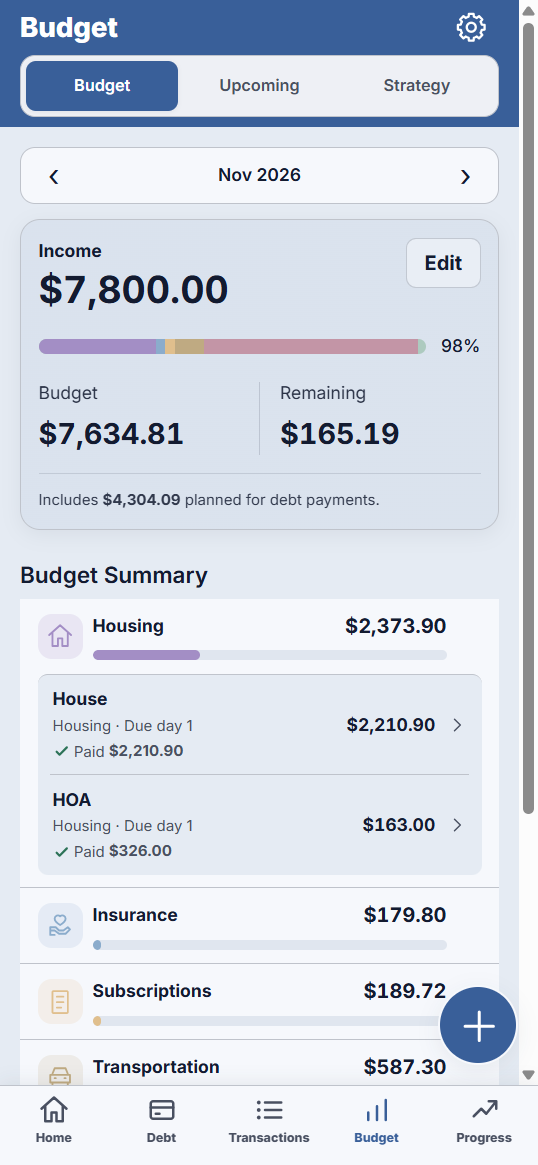 Budget
Budget Upcoming Strategy
‹ Nov 2026 ›
Income
Edit
$7,800.00
98%
Budget Remaining
$7,634.81 $165.19
Includes $4,304.09 planned for debt payments.
Budget Summary
Housing $2,373.90
House
Housing · Due day 1 $2,210.90
Paid $2,210.90
HOA
Housing · Due day 1 $163.00
Paid $326.00
Insurance $179.80
Subscriptions $189.72
Transportation $587.30
Home Debt Transactions Budget Progress